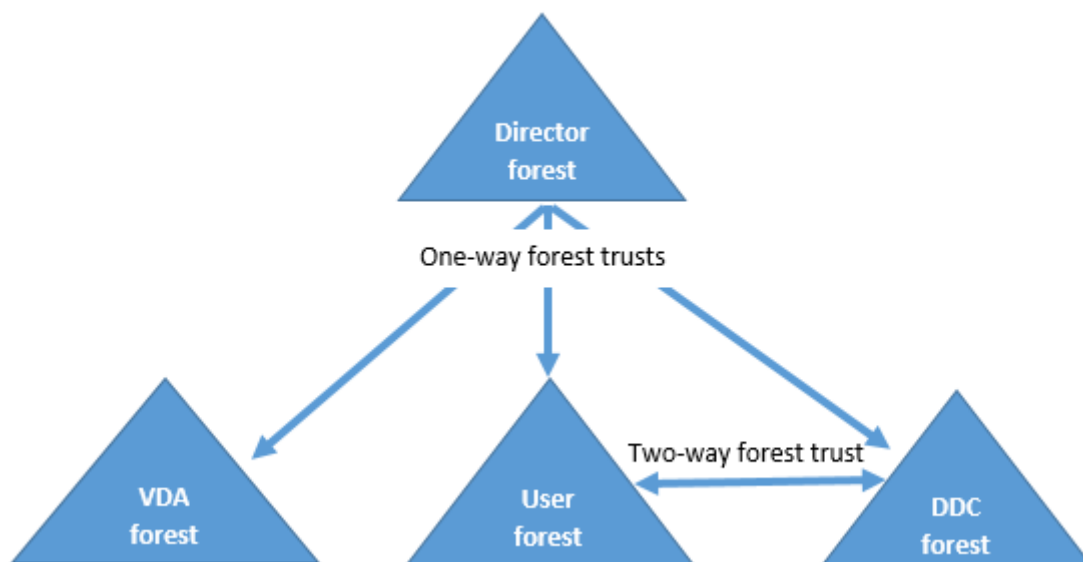 Director
forest
One-way forest trusts
Two-way forest trust
VDA
forest
User
forest
DDC
forest